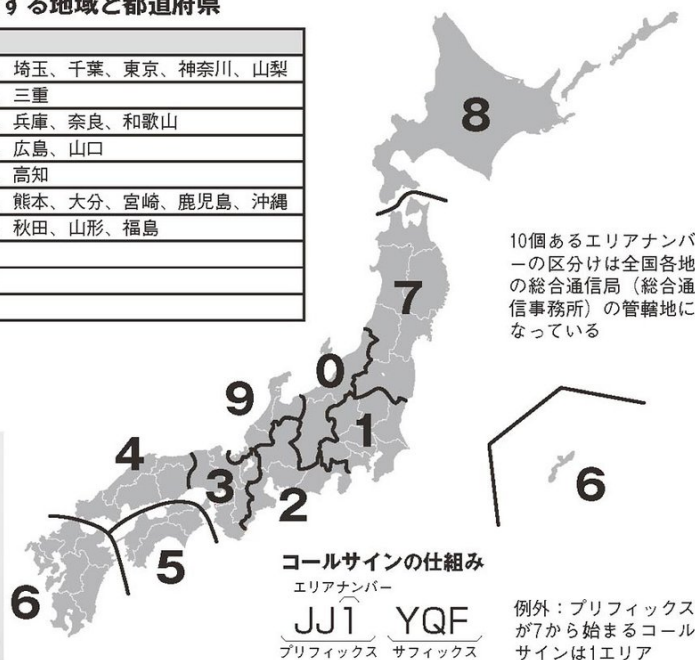 する地域と都道府県
埼玉、千葉、東京、神奈川、山梨
三重
兵庫、奈良、和歌山
広島、山口
高知
熊本、大分、宮崎、鹿児島、沖縄
秋田、山形、福島
8
7
10個あるエリアナンバ
ーの区分けは全国各地
の総合通信局（総合通
信事務所）の管轄地に
なっている
0
9
1
4
3
2
6
5
6
コールサインの仕組み
エリアナンバー
JJ1 YQF
プリフィックス サフィックス
例外：プリフィックス
が7から始まるコール
サインは1エリア